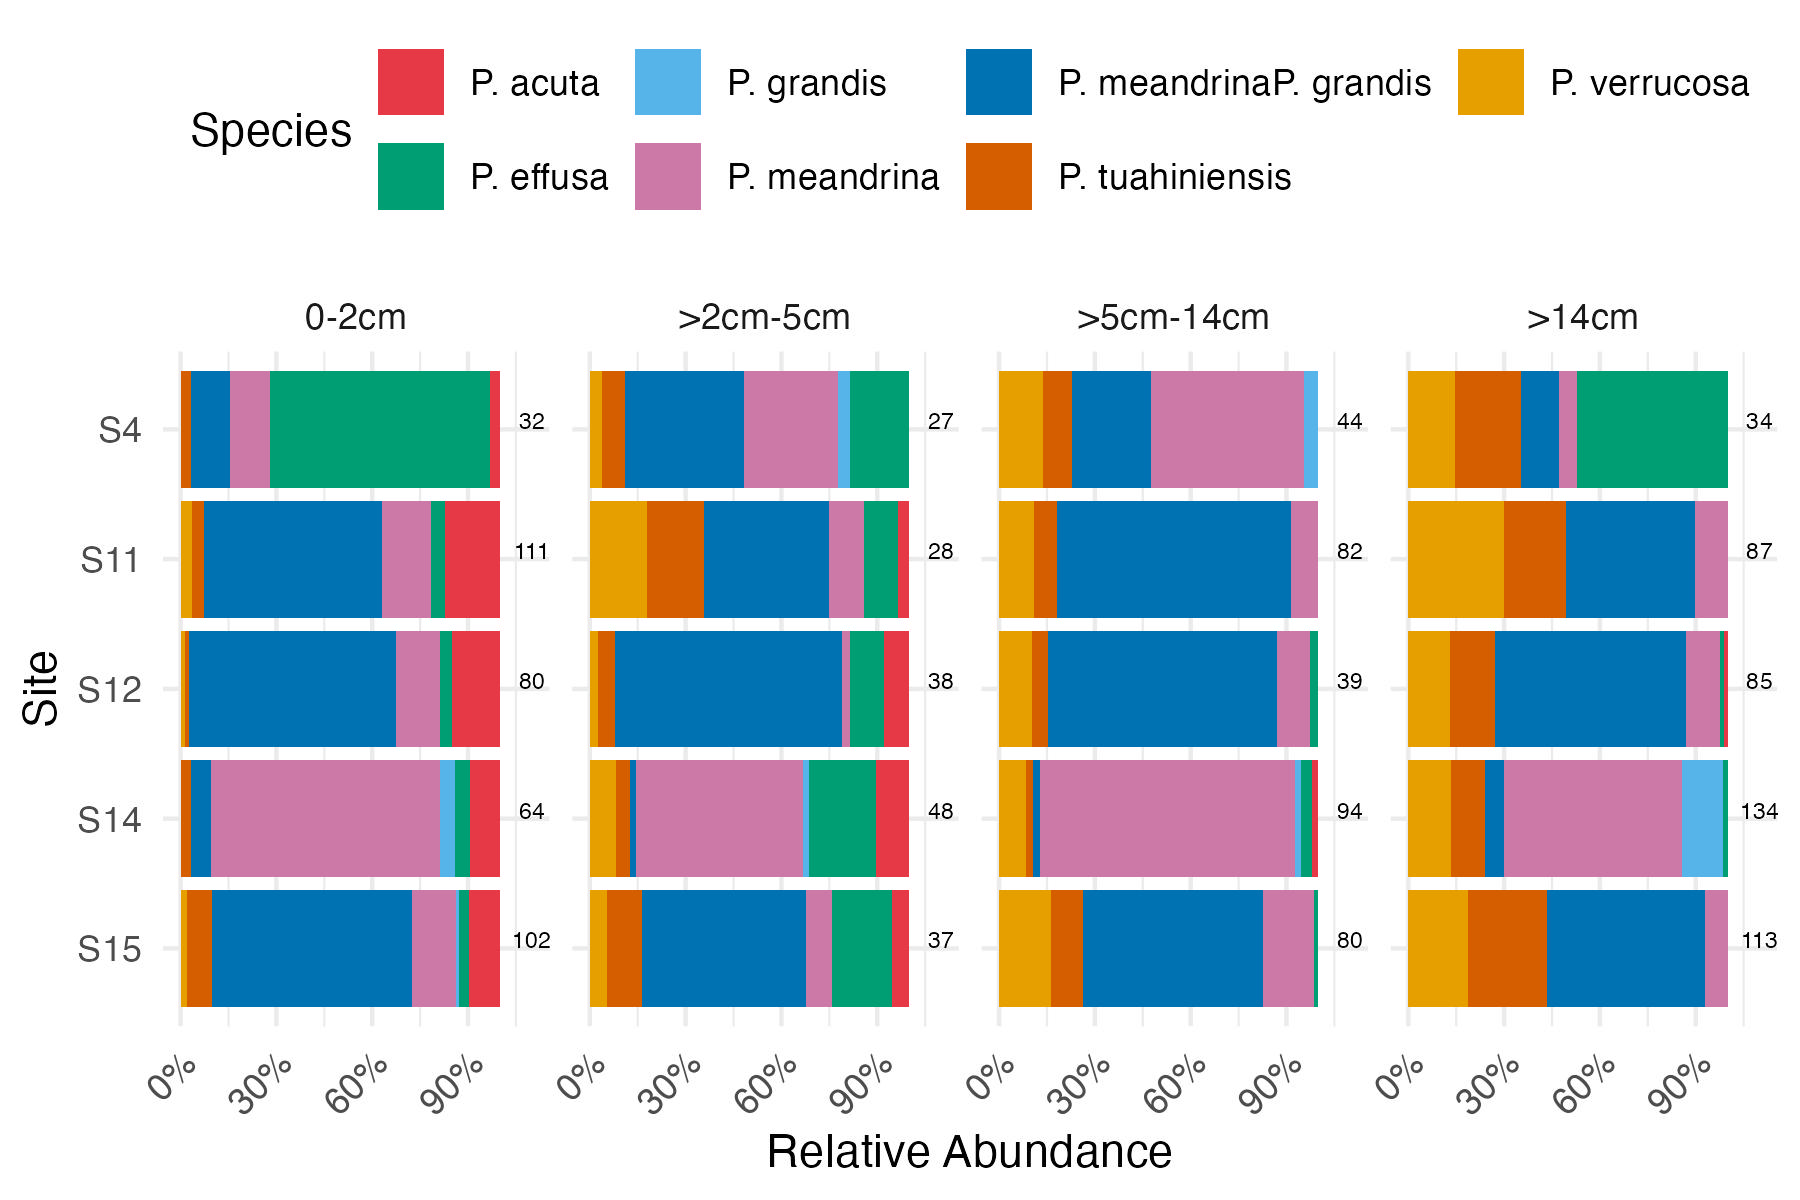 Species
P. acuta P. grandis P. meandrinaP. grandis P. verrucosa
P. effusa P. meandrina P. tuahiniensis
0-2cm >2cm-5cm >5cm-14cm >14cm
S4 32 27 44 34
S11 111 28 82 87
S12 80 38 39 85
S14 64 48 94 134
S15 102 37 80 113
Site
0% 30% 60% 90% 0% 30% 60% 90% 0% 30% 60% 90% 0% 30% 60% 90%
Relative Abundance